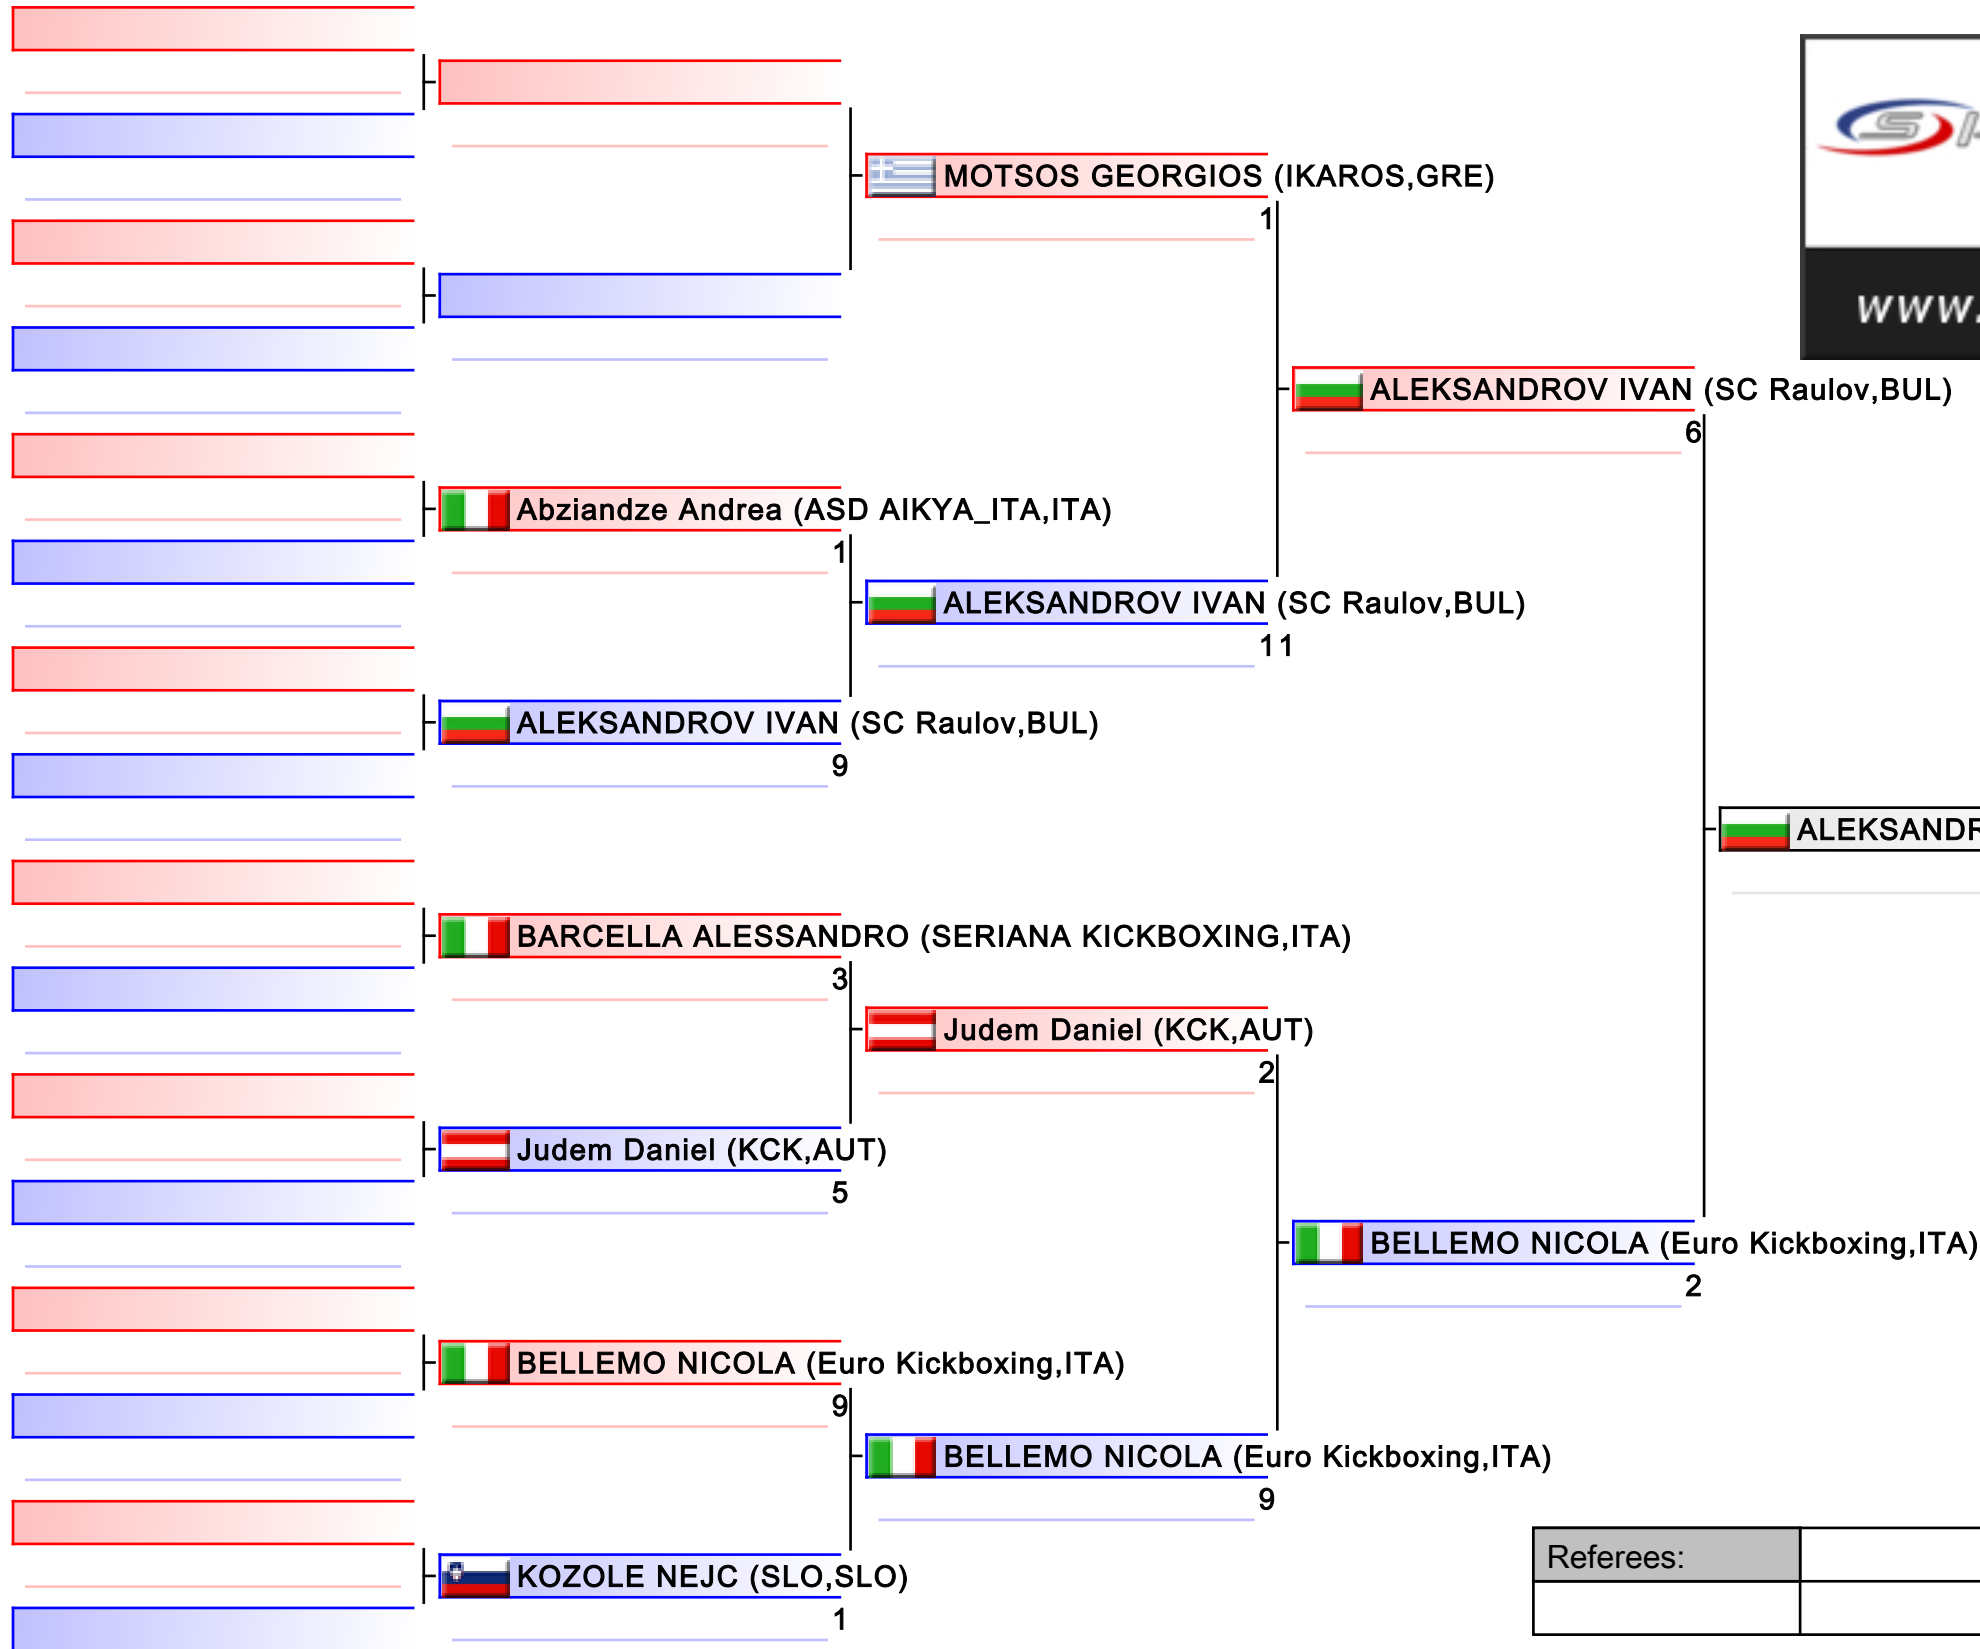 MOTSOS GEORGIOS (IKAROS,GRE)
1
www.
ALEKSANDROV IVAN (SC Raulov,BUL)
6
Abziandze Andrea (ASD AIKYA_ITA,ITA)
1
ALEKSANDROV IVAN (SC Raulov,BUL)
11
ALEKSANDROV IVAN (SC Raulov,BUL)
9
ALEKSANDR
BARCELLA ALESSANDRO (SERIANA KICKBOXING,ITA)
3
Judem Daniel (KCK,AUT)
2
Judem Daniel (KCK,AUT)
5
BELLEMO NICOLA (Euro Kickboxing,ITA)
2
BELLEMO NICOLA (Euro Kickboxing,ITA)
9
BELLEMO NICOLA (Euro Kickboxing,ITA)
9
Referees:
KOZOLE NEJC (SLO,SLO)
1